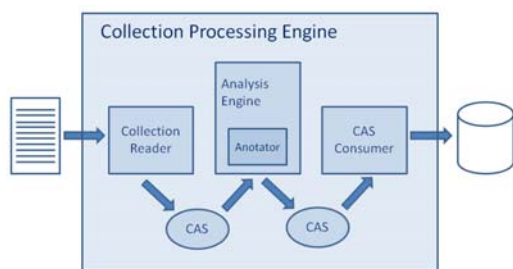 Collection Processing Engine
Analysis
Engine
Collection
Reader
Anotator
CAS
Consumer
CAS
CAS